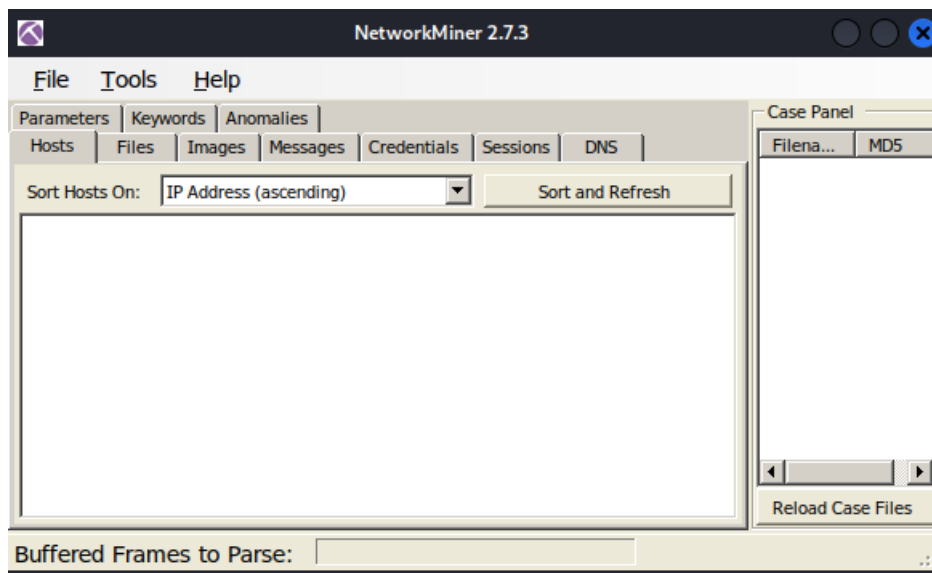 NetworkMiner 2.7.3
File Tools Help
Parameters Keywords Anomalies
Hosts Files Images Messages Credentials Sessions DNS
Sort Hosts On: IP Address (ascending) Sort and Refresh
Case Panel
Filena... MD5
Reload Case Files
Buffered Frames to Parse: